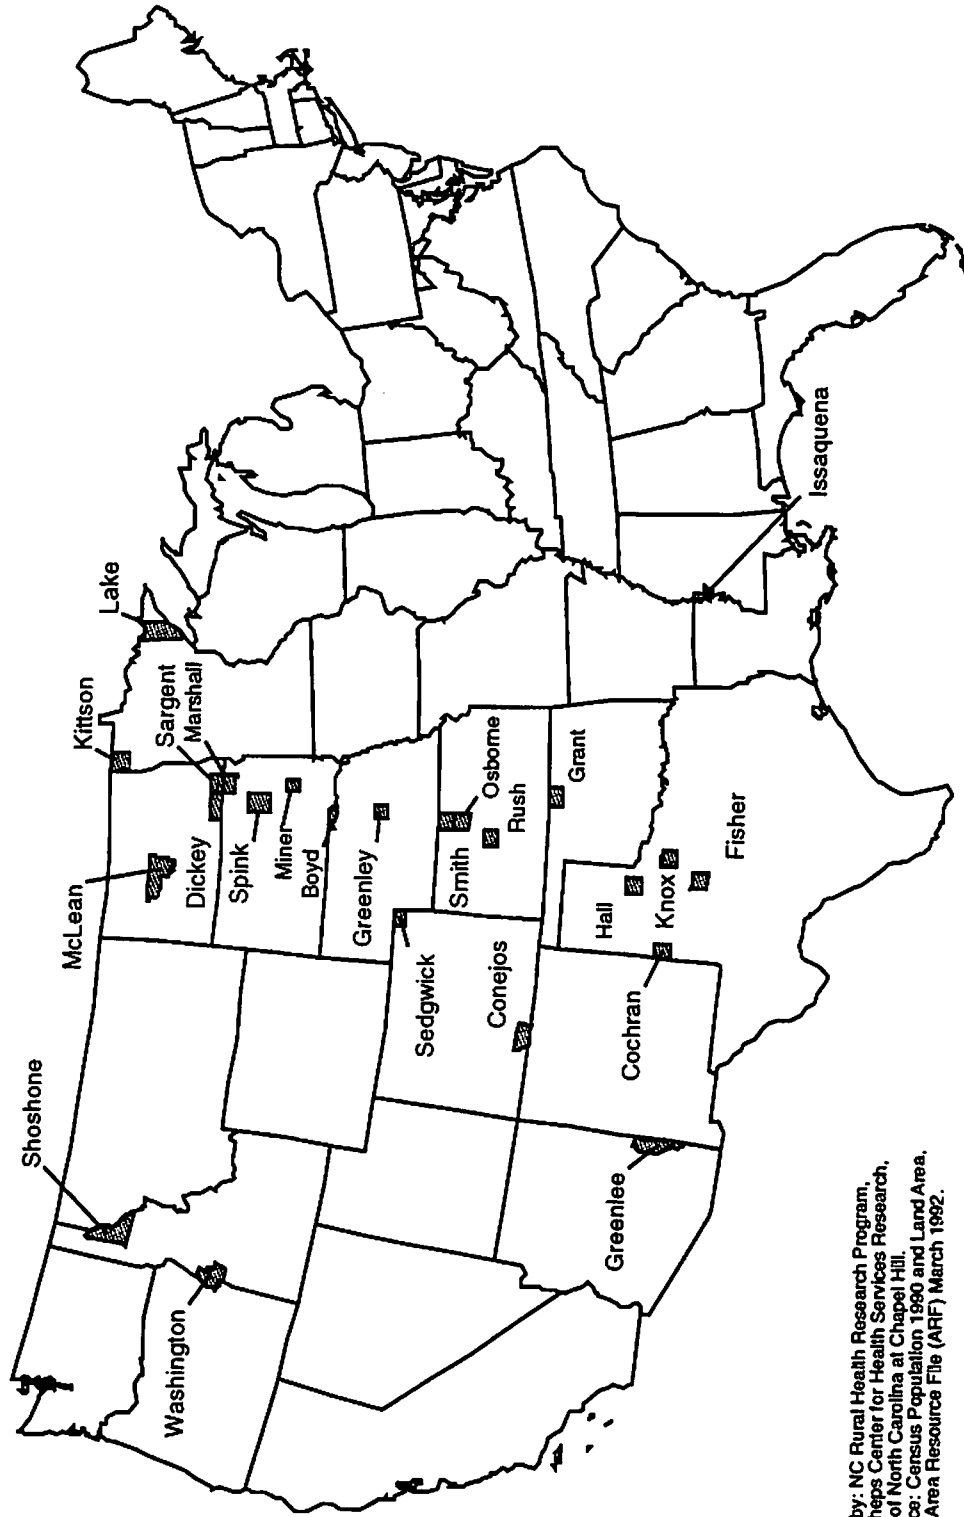 Shoshone
McLean
Kittson
Lake
Sargent
Marshall
Washington
Dickey
Spink
Miner
Boyd
Greenley
Smith
Osborne
Rush
Sedgwick
Conejos
Grant
Hall
Knox
Fisher
Cochran
Greenlee
Issaquena
by: NC Rural Health Research Program,
heps Center for Health Services Research,
of North Carolina at Chapel Hill.
ce: Census Population 1990 and Land Area.
Area Resource File (ARF) March 1992.